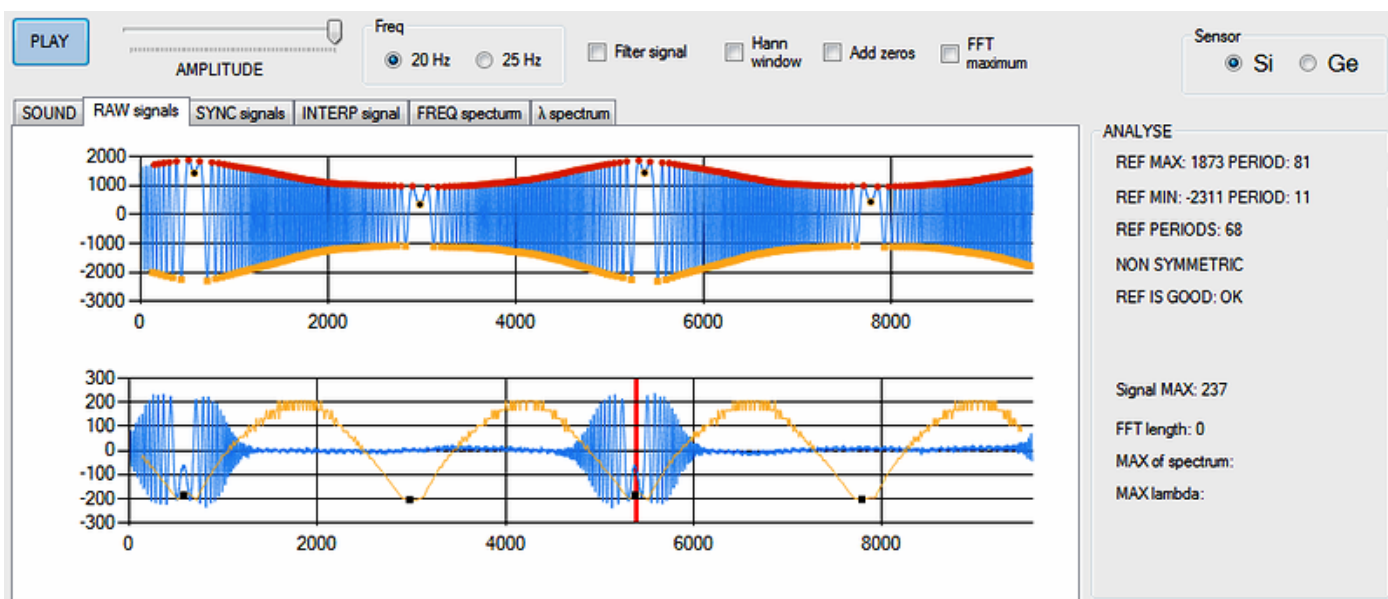 PLAY
AMPLITUDE
Freq
20 Hz
25 Hz
Filter signal
Hann
window
Add zeros
FFT
maximum
Sensor
Si
Ge
SOUND
RAW signals
SYNC signals
INTERP signal
FREQ specturm
λ spectrum
2000
1000
0
-1000
-2000
-3000
0
2000
4000
6000
8000
300
200
100
0
-100
-200
-300
0
2000
4000
6000
8000
ANALYSE
REF MAX: 1873 PERIOD: 81
REF MIN: -2311 PERIOD: 11
REF PERIODS: 68
NON SYMMETRIC
REF IS GOOD: OK
Signal MAX: 237
FFT length: 0
MAX of spectrum:
MAX lambda: